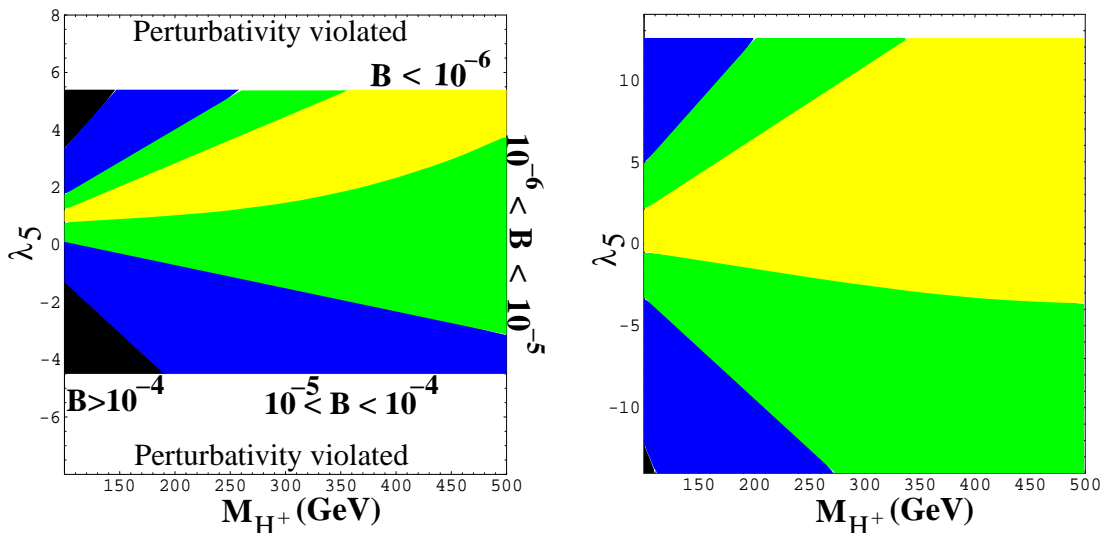 Perturbativity violated
B < 10^-6
8
6
4
2
0
-2
-4
-6
λ5
10^-6 < B < 10^-5
B>10^-4
10^-5 < B < 10^-4
Perturbativity violated
150 200 250 300 350 400 450 500
M_H+ (GeV)
10
5
0
-5
-10
λ5
150 200 250 300 350 400 450 500
M_H+ (GeV)